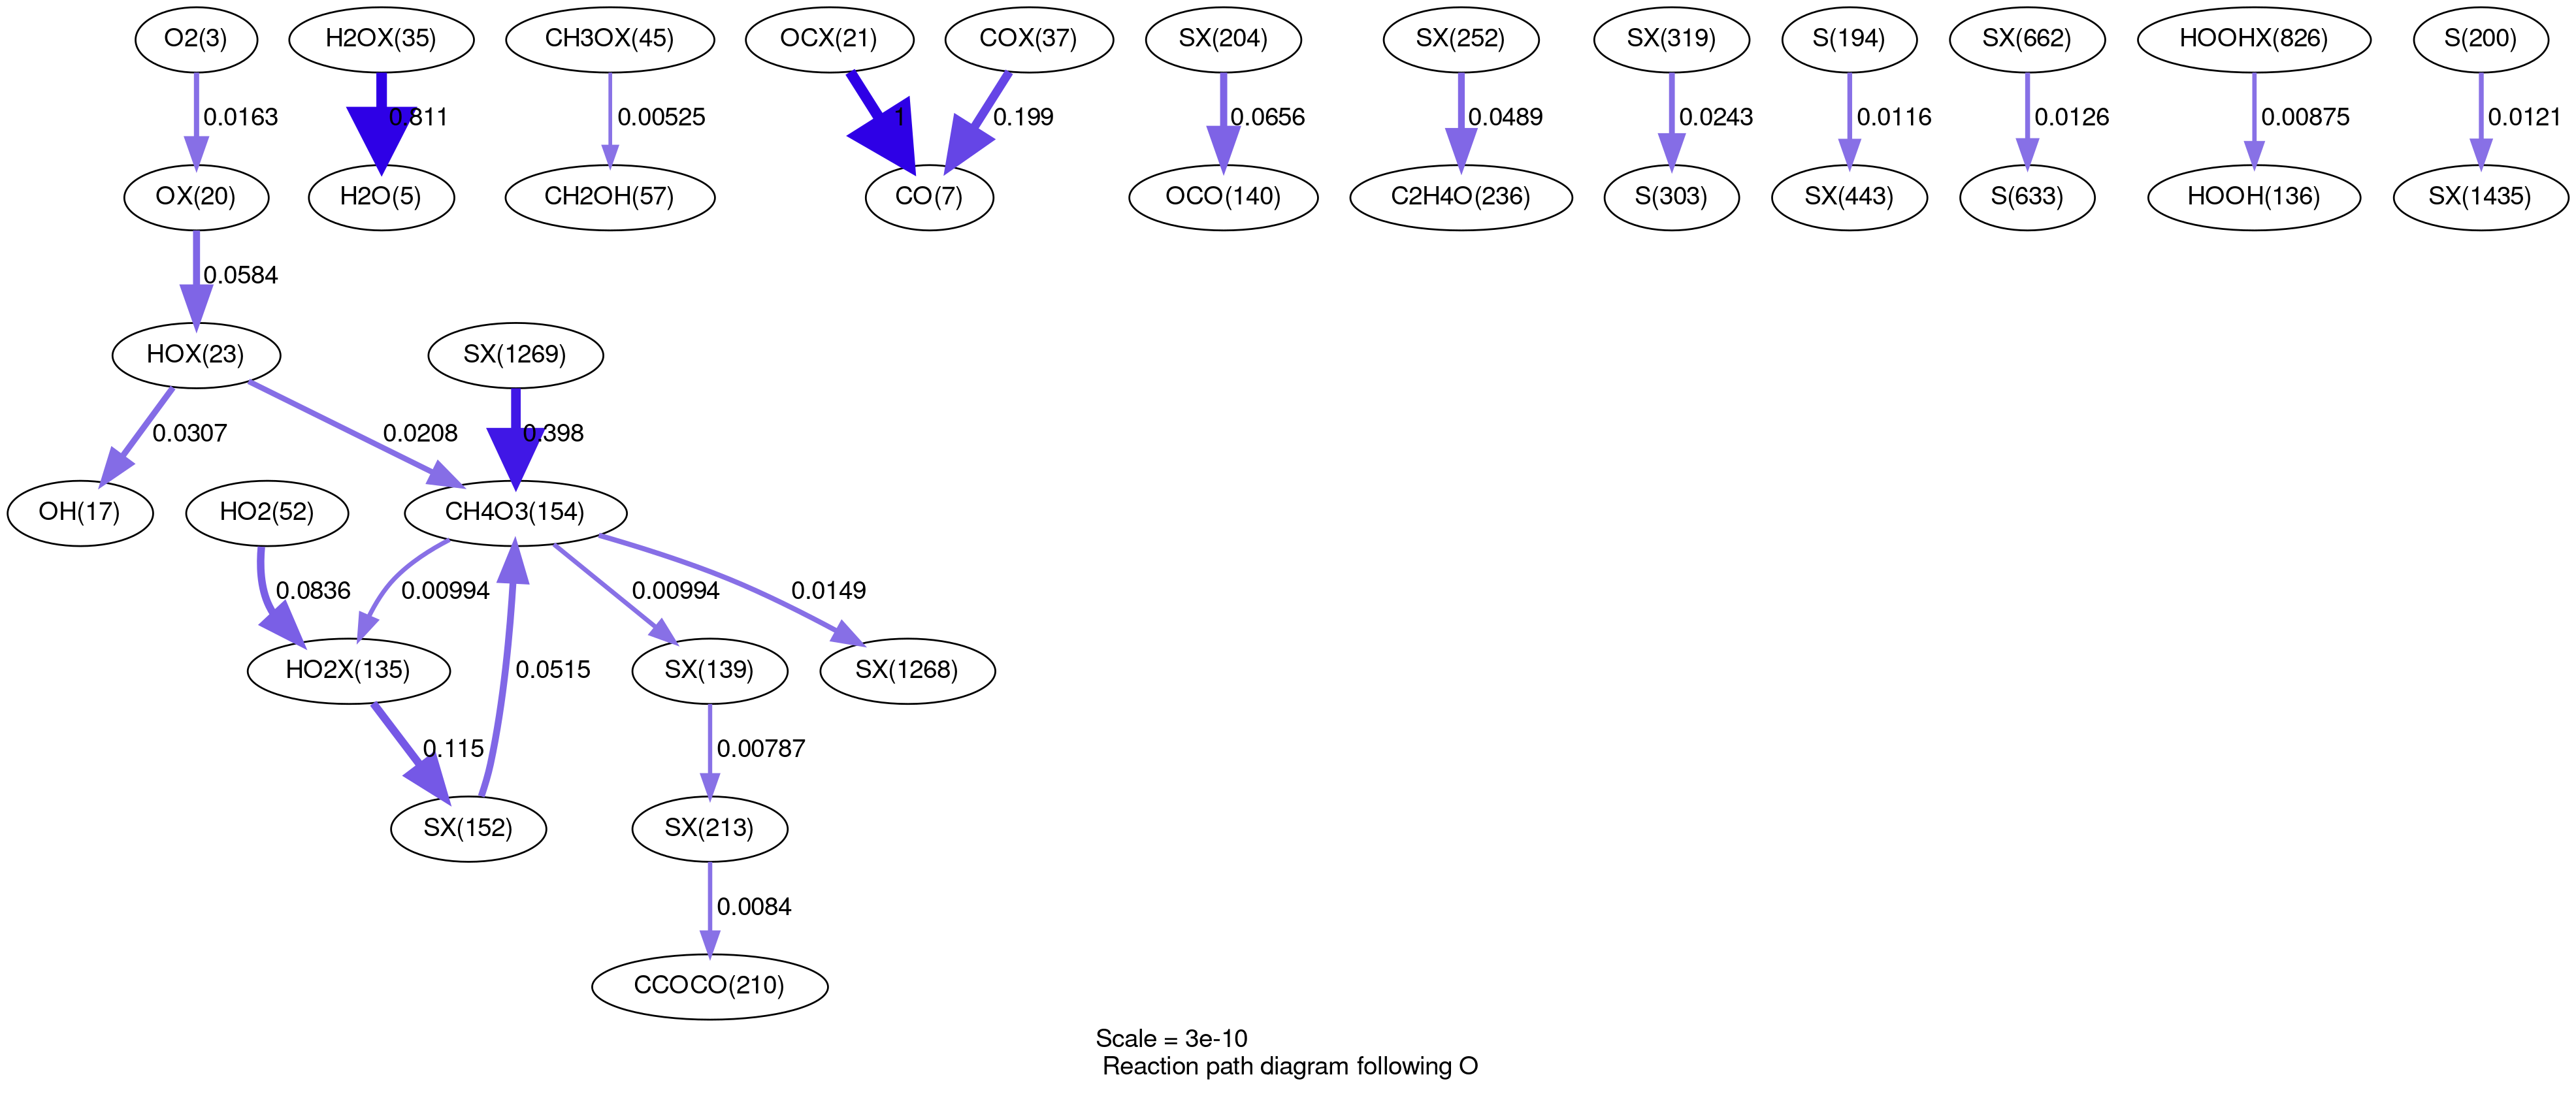 O2(3)
H2OX(35)
CH3OX(45)
OCX(21)
COX(37)
SX(204)
SX(252)
SX(319)
S(194)
SX(662)
HOOHX(826)
S(200)
0.0163
0.811
0.00525
1
0.199
0.0656
0.0489
0.0243
0.0116
0.0126
0.00875
0.0121
OX(20)
H2O(5)
CH2OH(57)
CO(7)
OCO(140)
C2H4O(236)
S(303)
SX(443)
S(633)
HOOH(136)
SX(1435)
0.0584
HOX(23)
SX(1269)
0.0307
0.0208
0.398
OH(17)
HO2(52)
CH4O3(154)
0.0836
0.00994
0.00994
0.0149
HO2X(135)
0.0515
SX(139)
SX(1268)
0.115
0.00787
SX(152)
SX(213)
0.0084
CCOCO(210)
Scale = 3e-10
Reaction path diagram following O